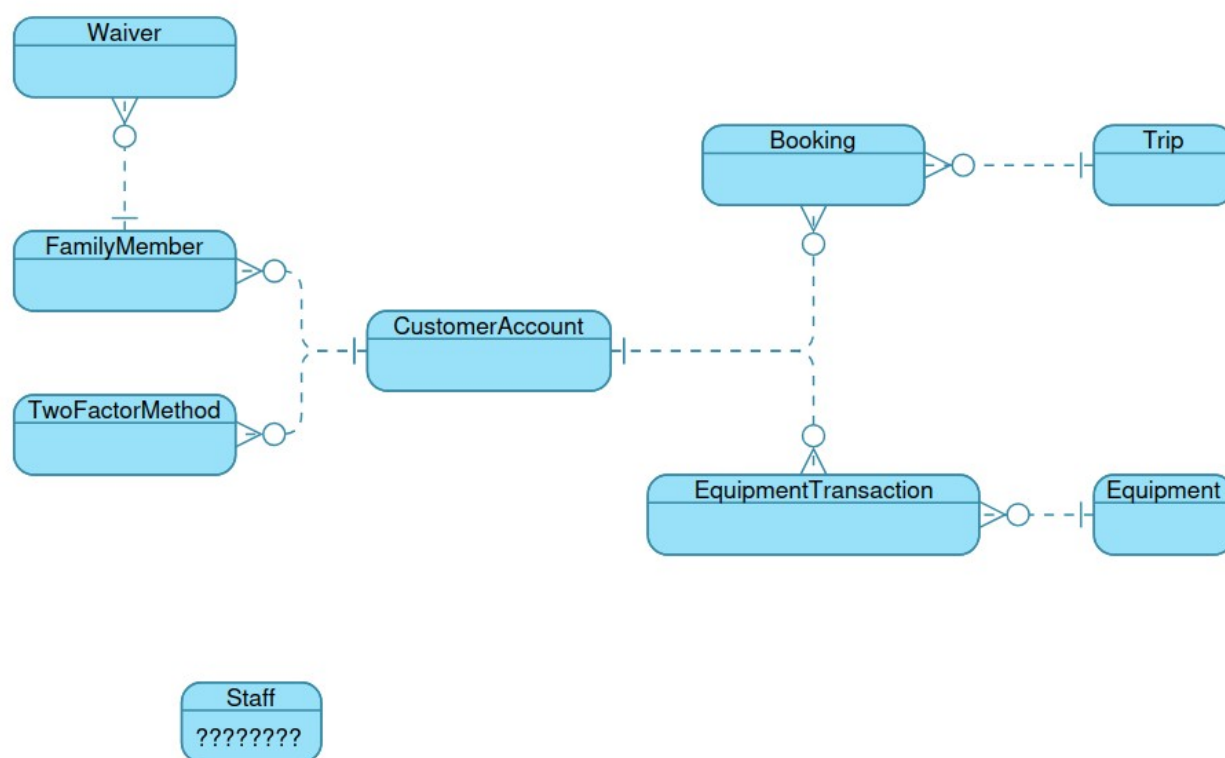 Waiver
Booking
Trip
FamilyMember
CustomerAccount
TwoFactorMethod
EquipmentTransaction
Equipment
Staff
????????